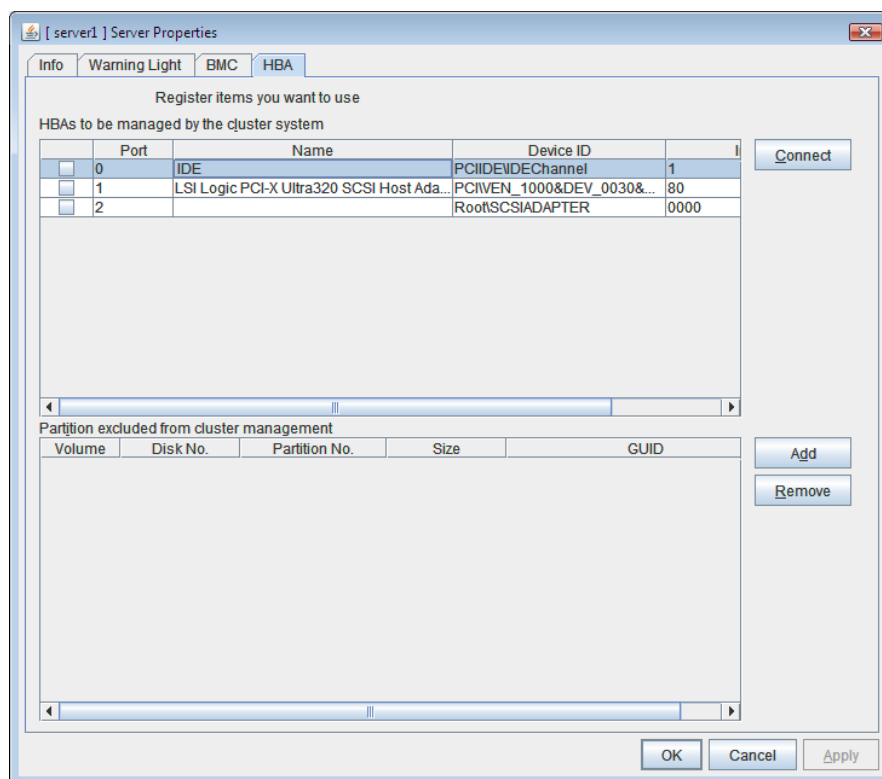 [ server1 ] Server Properties
Info Warning Light BMC HBA
Register items you want to use
HBAs to be managed by the cluster system
Port Name Device ID
0 IDE PCIIDE\IDEChannel 1
1 LSI Logic PCI-X Ultra320 SCSI Host Ada... PCI\VEN_1000&DEV_0030&... 80
2 Root\SCSIADAPTER 0000
Connect
Partition excluded from cluster management
Volume Disk No. Partition No. Size GUID
Add
Remove
OK Cancel Apply